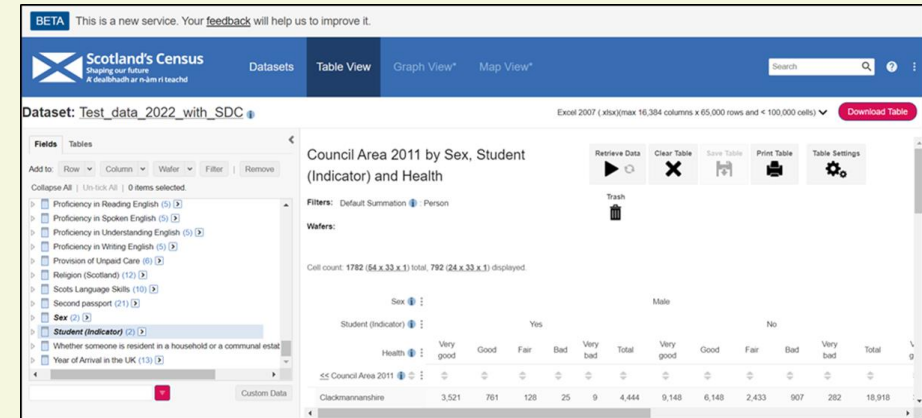 BETA This is a new service. Your feedback will help us to improve it.
Scotland's Census
Shaping our future
A' dealbhadh ar n-àm ri teachd
Datasets Table View Graph View* Map View* Search
Dataset: Test_data_2022_with_SDC
Excel 2007 (.xlsx)(max 16,384 columns x 65,000 rows and < 100,000 cells) Download Table
Fields Tables
Add to: Row Column Wafer Filter | Remove
Collapse All | Un-tick All | 0 items selected.
Proficiency in Reading English (5)
Proficiency in Spoken English (5)
Proficiency in Understanding English (5)
Proficiency in Writing English (5)
Provision of Unpaid Care (6)
Religion (Scotland) (12)
Scots Language Skills (10)
Second passport (21)
Sex (2)
Student (Indicator) (2)
Whether someone is resident in a household or a communal estat
Year of Arrival in the UK (13)
Custom Data
Council Area 2011 by Sex, Student
(Indicator) and Health
Retrieve Data Clear Table Save Table Print Table Table Settings
Trash
Filters: Default Summation : Person
Wafers:
Cell count: 1782 (54 x 33 x 1) total, 792 (24 x 33 x 1) displayed.
Sex Male
Student (Indicator) Yes No
Health Very good Good Fair Bad Very bad Total Very good Good Fair Bad Very bad Total
<< Council Area 2011
Clackmannanshire 3,521 761 128 25 9 4,444 9,148 6,148 2,433 907 282 18,918